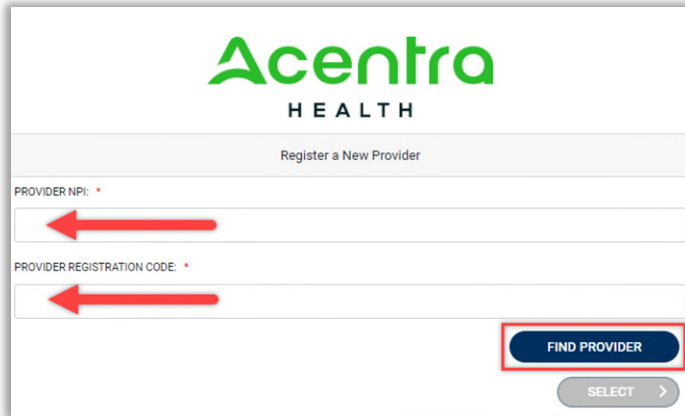 Acentra
HEALTH
Register a New Provider
PROVIDER NPI: *
PROVIDER REGISTRATION CODE: *
FIND PROVIDER
SELECT